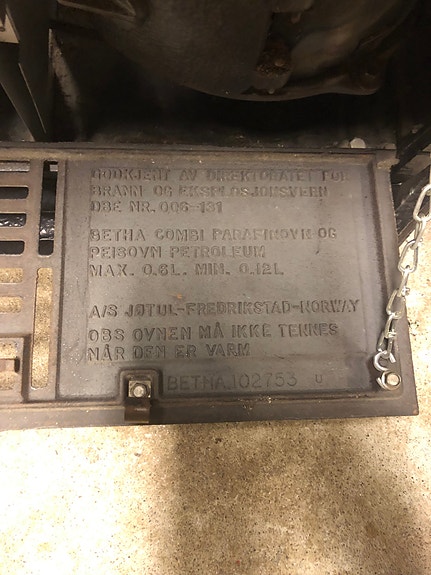 GODKJENT AV DIREKTORATET FOR
BRANN OG EKSPLOSJONSVERN
DBE NR. 006-131
BETHA COMBI PARAFINOVN OG
PEISOVN PETROLEUM
MAX. 0.6L. MIN. 0.12L
A/S JØTUL-FREDRIKSTAD-NORWAY
OBS OVNEN MÅ IKKE TENNES
NÅR DEN ER VARM
BETHA.102753 U